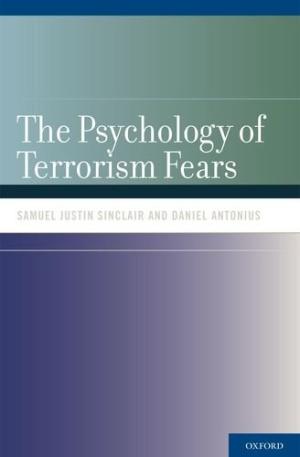 The Psychology of
Terrorism Fears
SAMUEL JUSTIN SINCLAIR AND DANIEL ANTONIUS
OXFORD